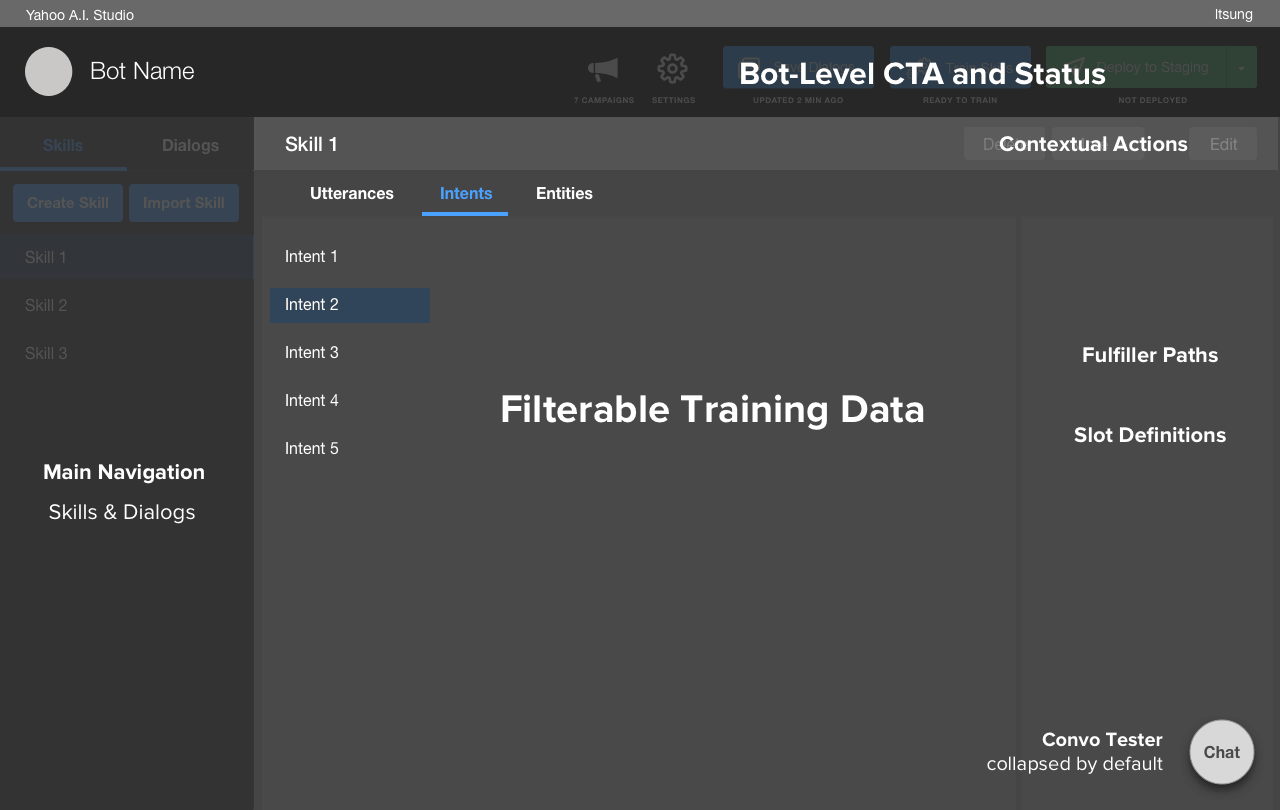 Yahoo A.I. Studio
ltsung
Bot Name
Bot-Level CTA and Status
Deploy to Staging
7 CAMPAIGNS
SETTINGS
UPDATED 2 MIN AGO
READY TO TRAIN
NOT DEPLOYED
Skills
Dialogs
Skill 1
Contextual Actions
Edit
Create Skill
Import Skill
Utterances
Intents
Entities
Skill 1
Skill 2
Skill 3
Intent 1
Intent 2
Intent 3
Intent 4
Intent 5
Filterable Training Data
Fulfiller Paths
Slot Definitions
Main Navigation
Skills & Dialogs
Convo Tester
collapsed by default
Chat